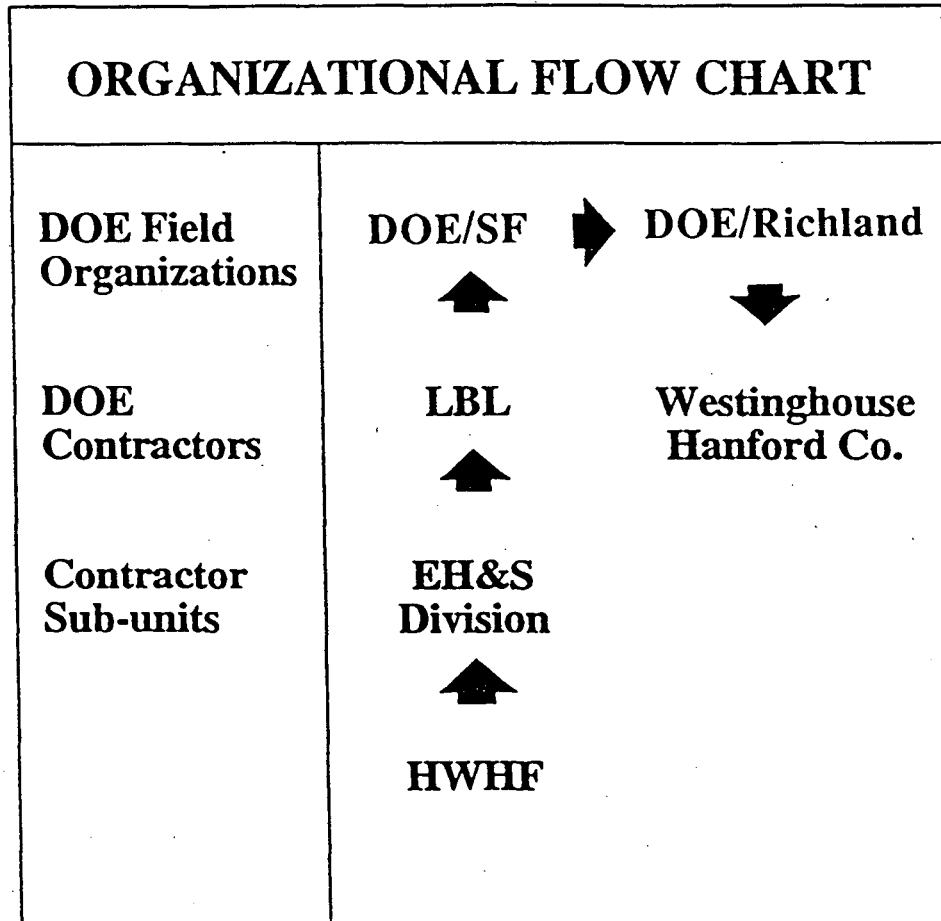 ORGANIZATIONAL FLOW CHART
DOE Field
Organizations
DOE/SF
DOE/Richland
DOE
Contractors
LBL
Westinghouse
Hanford Co.
Contractor
Sub-units
EH&S
Division
HWHF